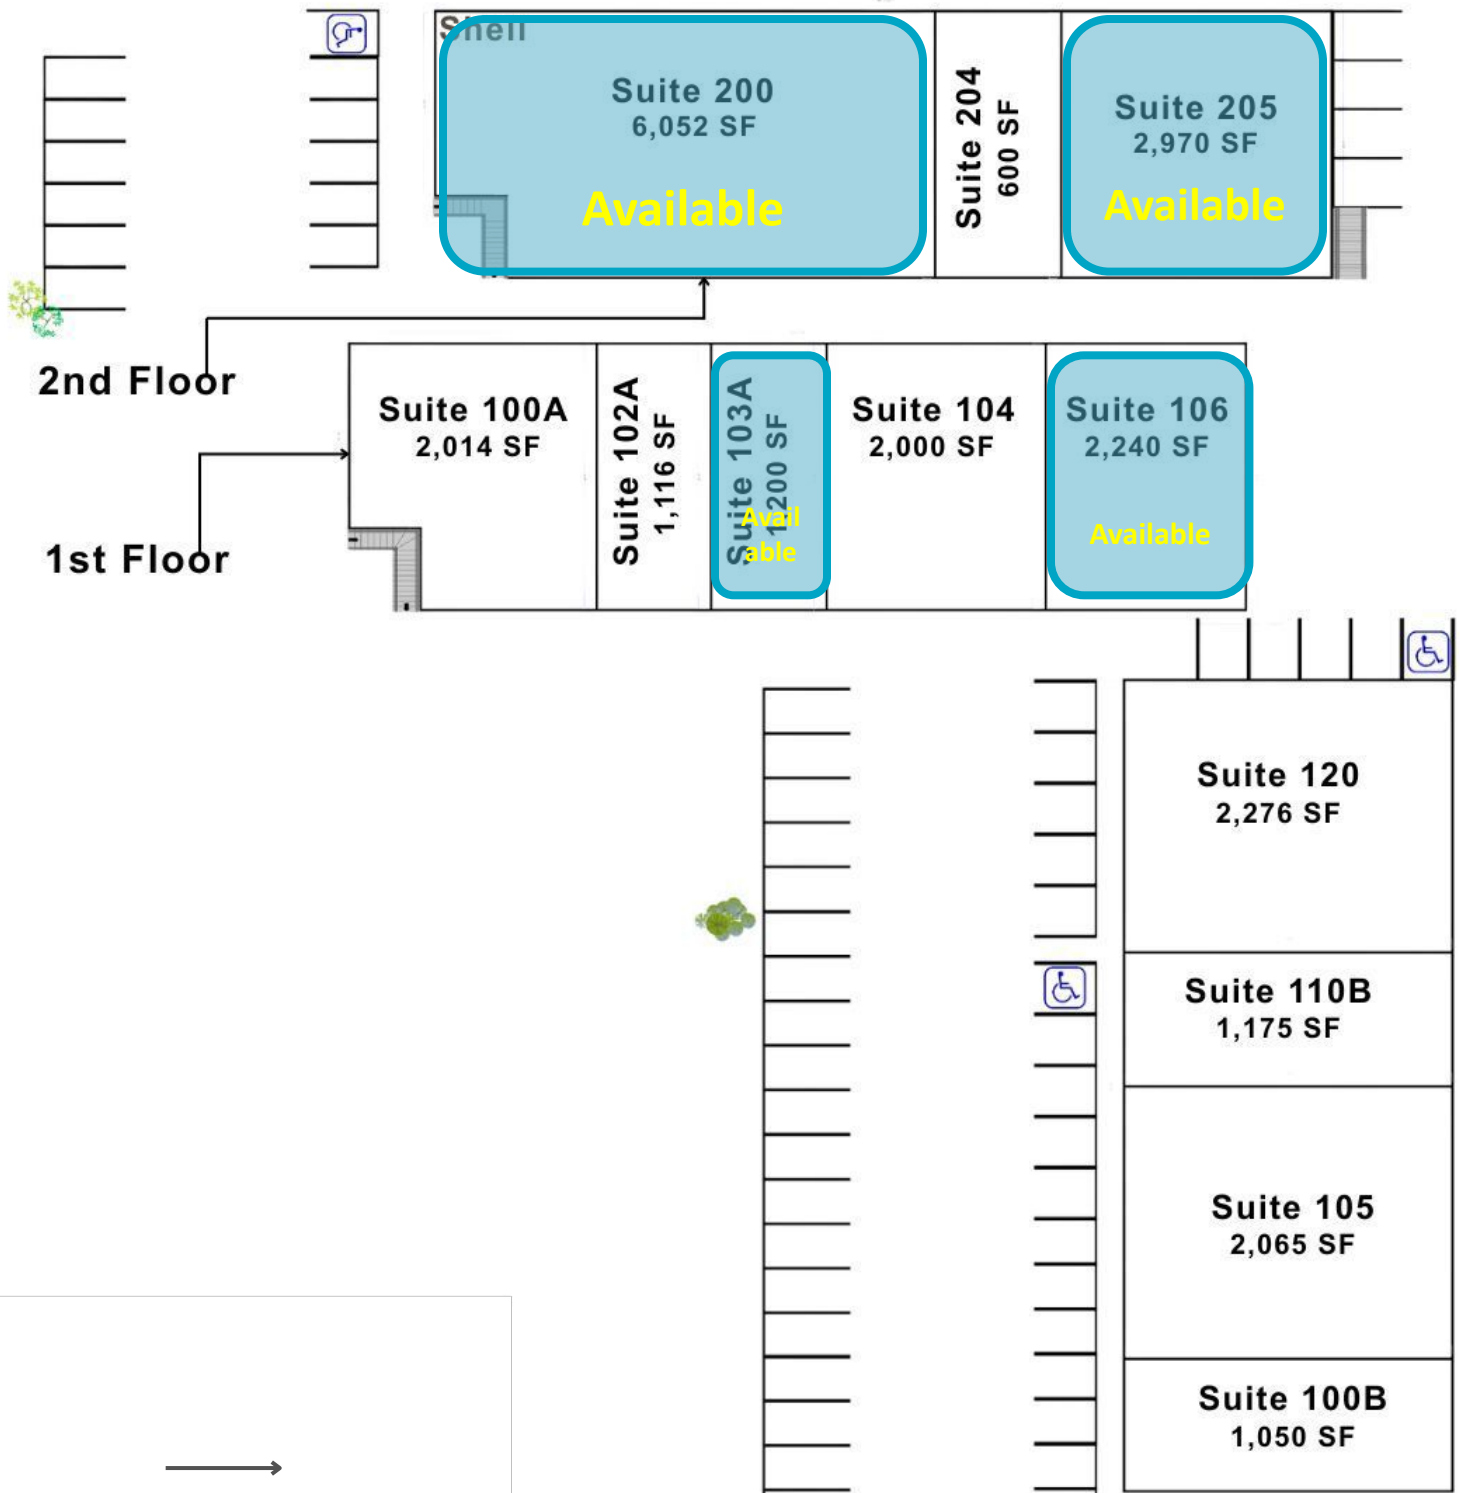 Shell
Suite 200
6,052 SF
Available
Suite 204
600 SF
Suite 205
2,970 SF
Available
2nd Floor
Suite 100A
2,014 SF
Suite 102A
1,116 SF
Suite 103A
1,200 SF
Avail
able
Suite 104
2,000 SF
Suite 106
2,240 SF
Available
1st Floor
Suite 120
2,276 SF
Suite 110B
1,175 SF
Suite 105
2,065 SF
Suite 100B
1,050 SF